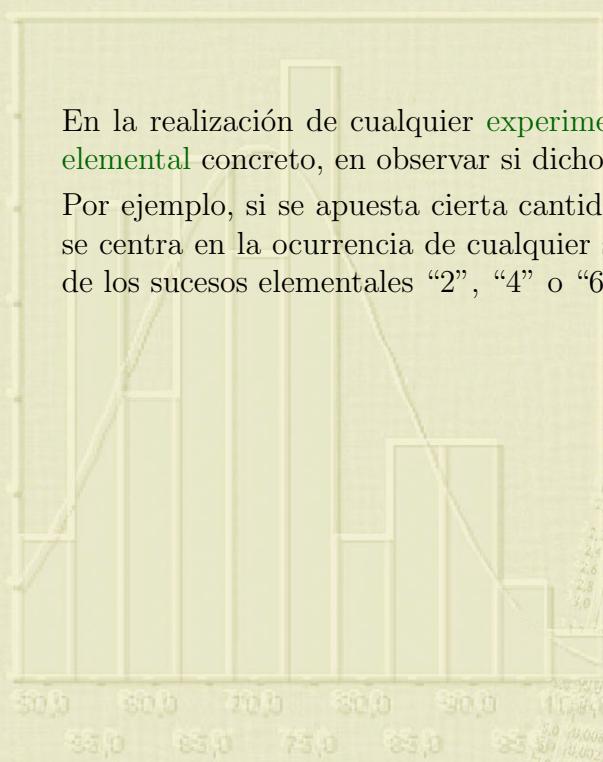 En la realización de cualquier experime
elemental concreto, en observar si dicho
Por ejemplo, si se apuesta cierta cantid
se centra en la ocurrencia de cualquier
de los sucesos elementales “2”, “4” o “6